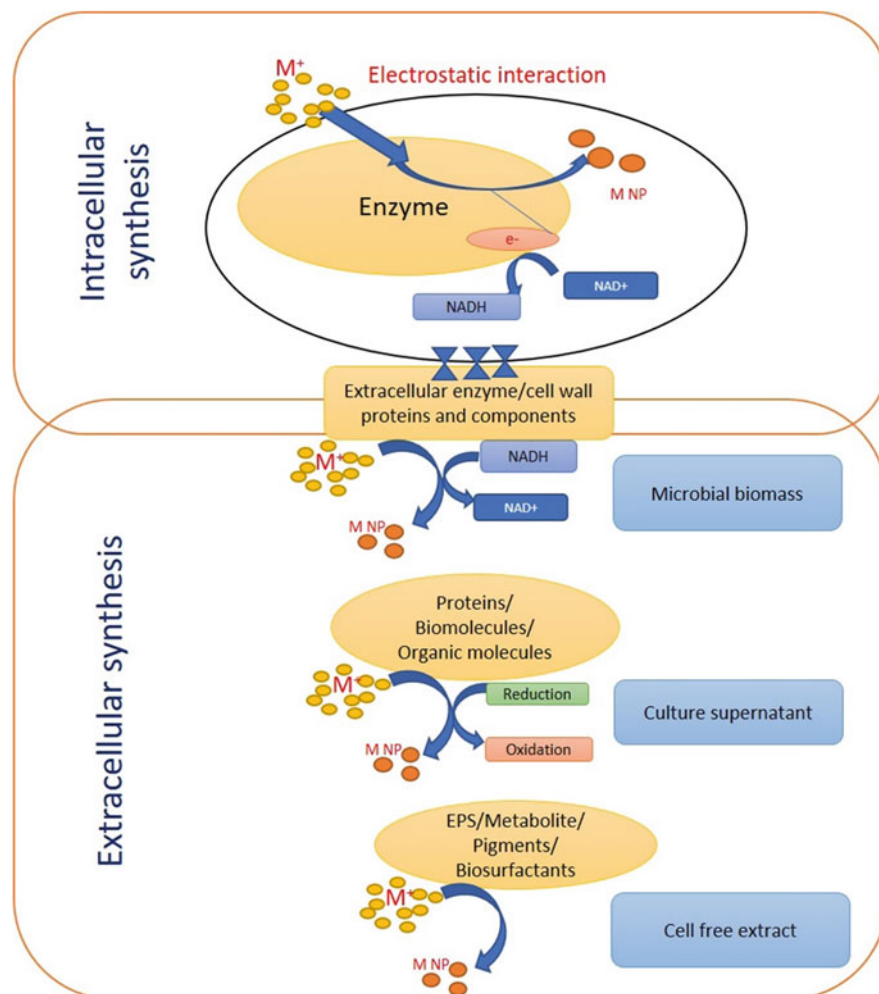 Intracellular
synthesis
M+
Electrostatic interaction
Enzyme
M NP
e-
NADH
NAD+
Extracellular enzyme/cell wall
proteins and components
Extracellular synthesis
M+
NADH
NAD+
M NP
Microbial biomass
Proteins/
Biomolecules/
Organic molecules
M+
Reduction
Oxidation
M NP
Culture supernatant
EPS/Metabolite/
Pigments/
Biosurfactants
M+
M NP
Cell free extract